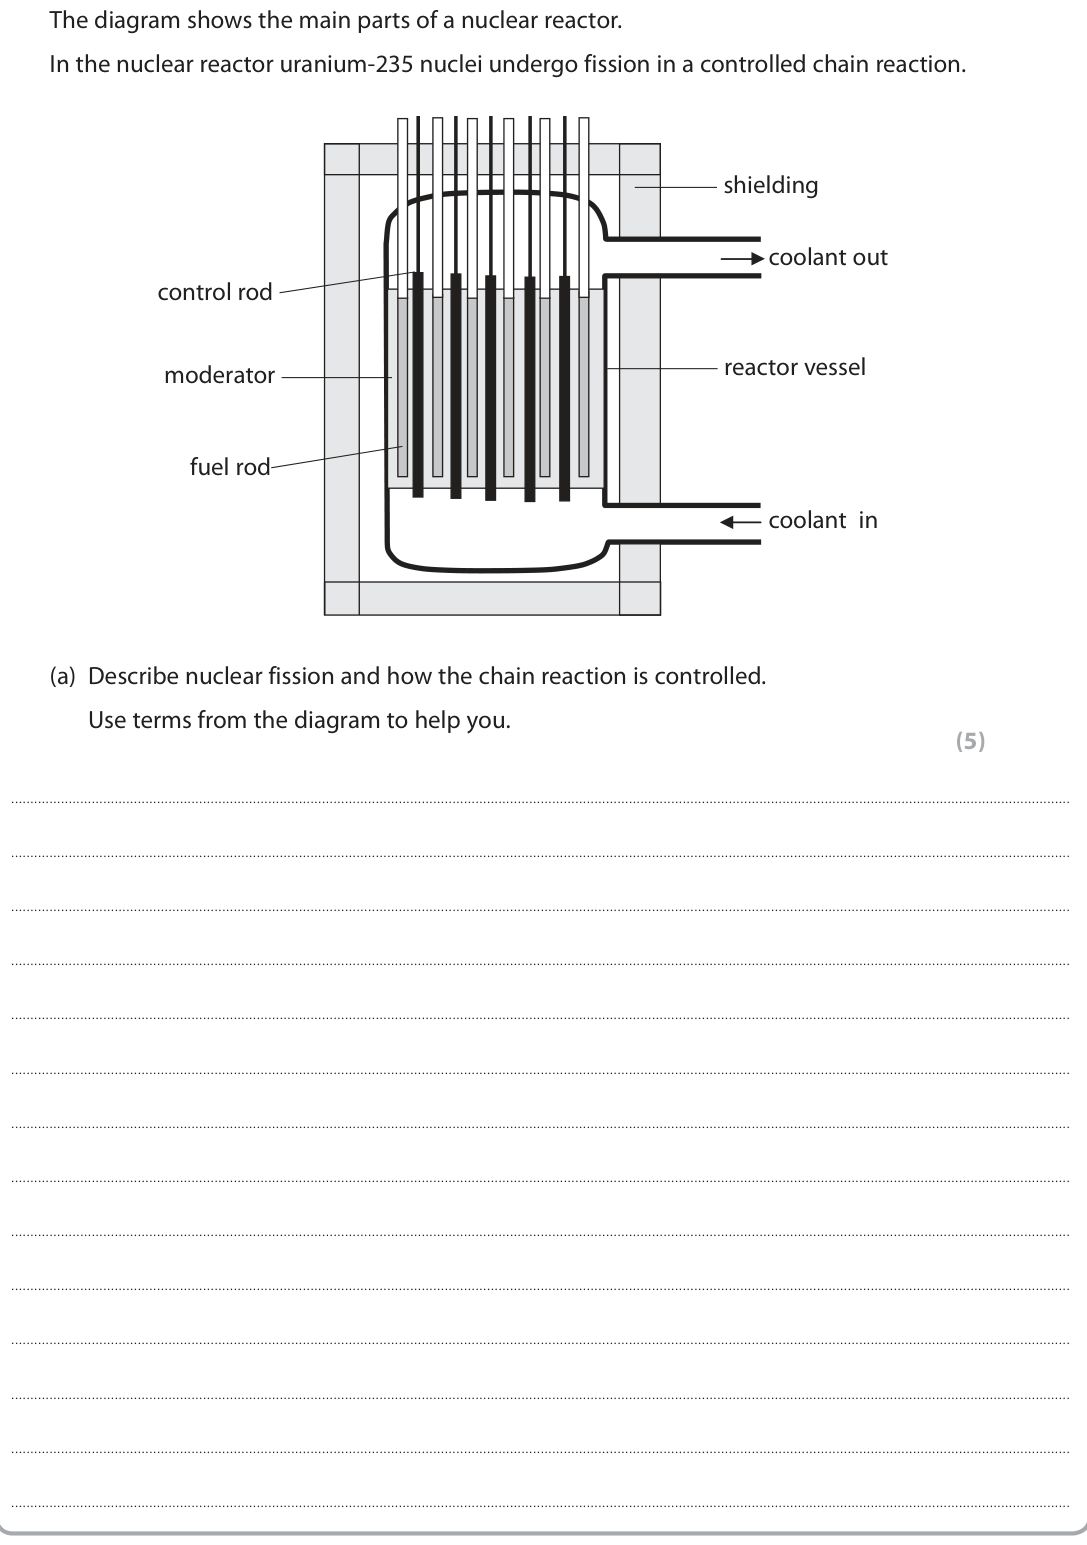 The diagram shows the main parts of a nuclear reactor.
In the nuclear reactor uranium-235 nuclei undergo fission in a controlled chain reaction.
shielding
coolant out
control rod
reactor vessel
moderator
fuel rod
coolant in
(a) Describe nuclear fission and how the chain reaction is controlled.
Use terms from the diagram to help you.
(5)